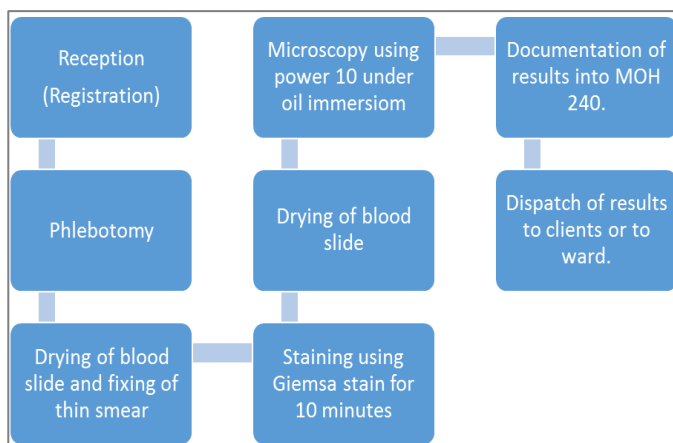 Reception
(Registration)
Phlebotomy
Drying of blood
slide and fixing of
thin smear
Staining using
Giemsa stain for
10 minutes
Drying of blood
slide
Microscopy using
power 10 under
oil immersiom
Documentation of
results into MOH
240.
Dispatch of results
to clients or to
ward.